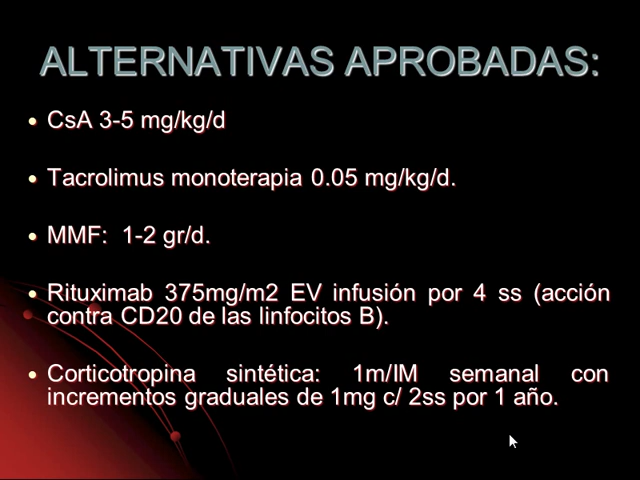 ALTERNATIVAS APROBADAS:
• CsA 3-5 mg/kg/d
• Tacrolimus monoterapia 0.05 mg/kg/d.
• MMF: 1-2 gr/d.
• Rituximab 375mg/m2 EV infusión por 4 ss (acción
contra CD20 de las linfocitos B).
• Corticotropina sintética: 1m/IM semanal con
incrementos graduales de 1mg c/ 2ss por 1 año.